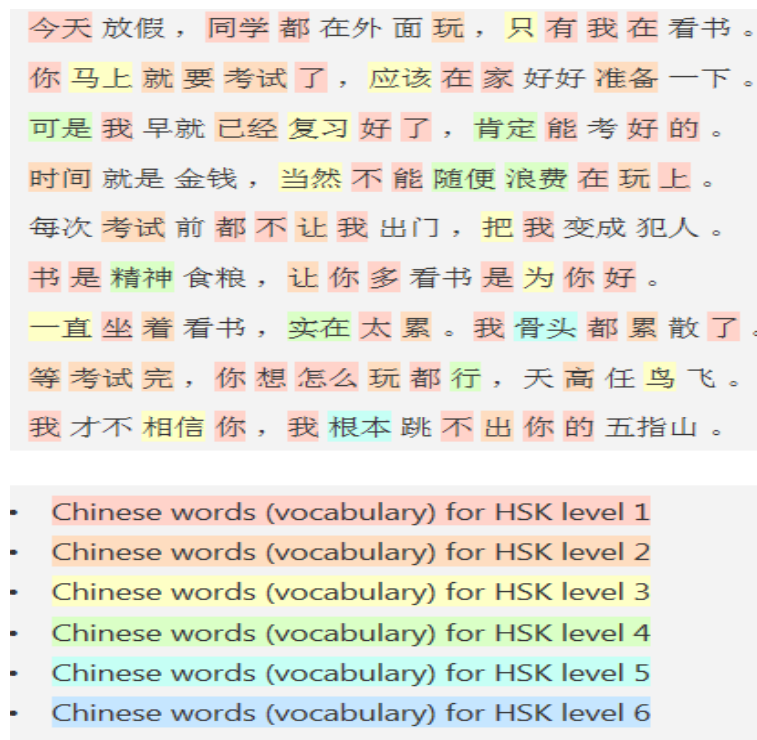 今天 放假 ， 同学 都 在外 面 玩 ， 只 有 我 在 看书 。
你 马上 就 要 考试 了 ， 应该 在 家 好好 准备 一下 。
可是 我 早就 已经 复习 好 了 ， 肯定 能 考 好 的 。
时间 就是 金钱 ， 当然 不 能 随便 浪费 在 玩 上 。
每次 考试 前 都 不 让 我 出门 ， 把 我 变成 犯人 。
书 是 精神 食粮 ， 让 你 多 看书 是 为 你 好 。
一直 坐 着 看书 ， 实在 太 累 。 我 骨头 都 累 散 了 。
等 考试 完 ， 你 想 怎么 玩 都 行 ， 天 高 任 鸟 飞 。
我 才不 相信 你 ， 我 根本 跳 不 出 你 的 五指山 。
• Chinese words (vocabulary) for HSK level 1
• Chinese words (vocabulary) for HSK level 2
• Chinese words (vocabulary) for HSK level 3
• Chinese words (vocabulary) for HSK level 4
• Chinese words (vocabulary) for HSK level 5
• Chinese words (vocabulary) for HSK level 6